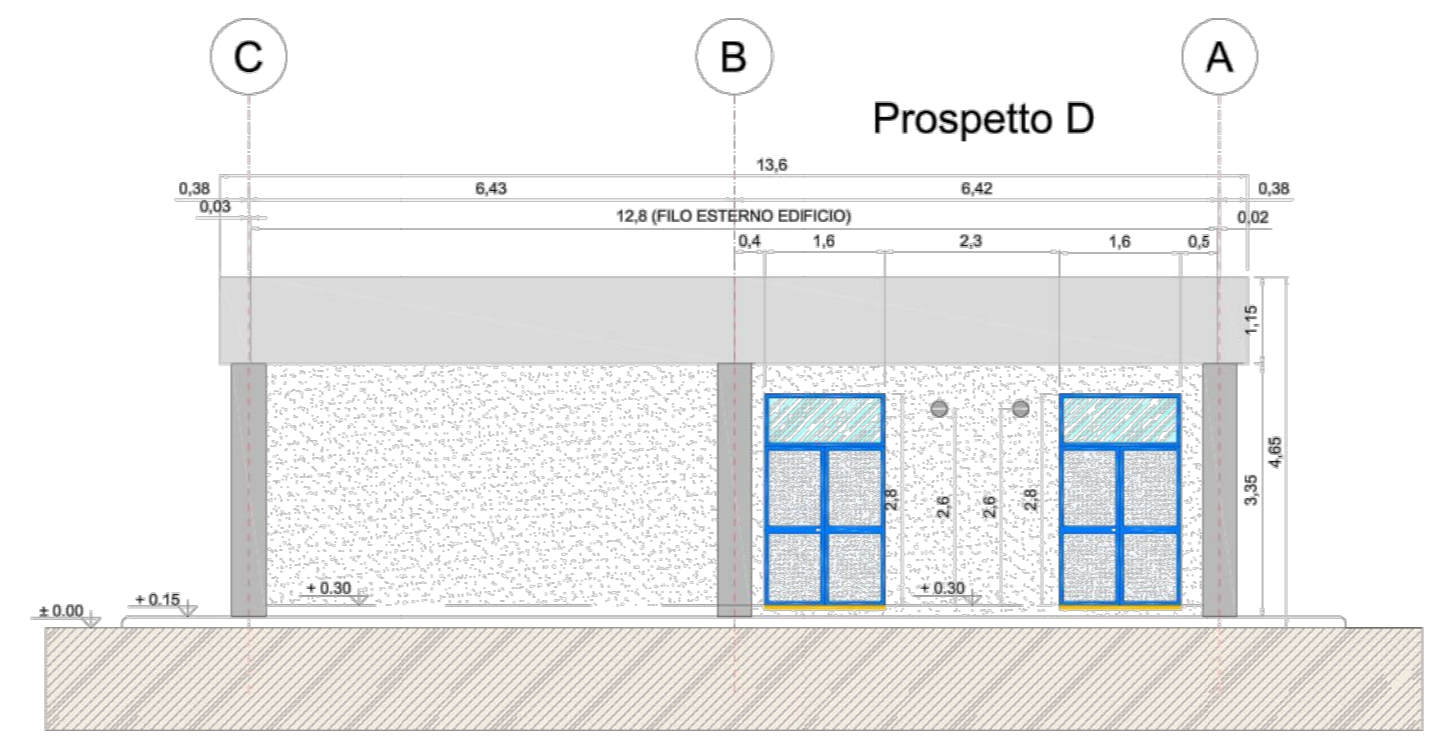 C B A
Prospetto D
13,6
0,38 6,43 6,42 0,38
0,03 12,8 (FILO ESTERNO EDIFICIO) 0,02
0,4 1,6 2,3 1,6 0,5
1,15
4,65
2,8 2,6 2,6 2,8 3,35
+ 0.30 + 0.30
+ 0.15
± 0.00